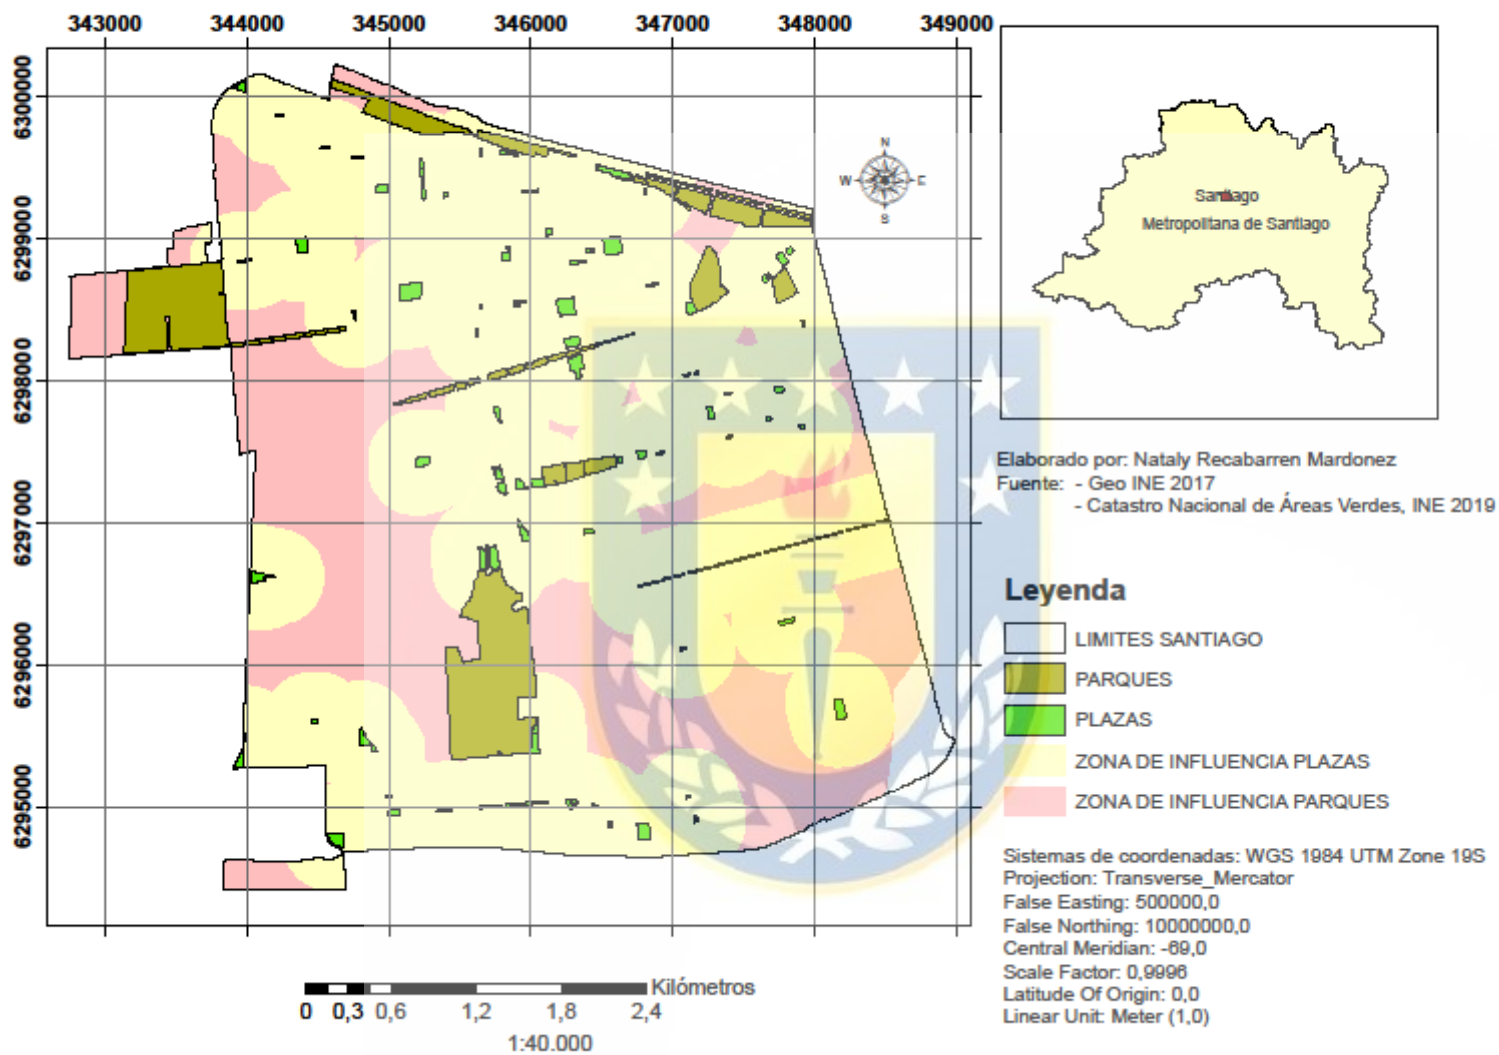 343000 344000 345000 346000 347000 348000 349000
6300000
6299000
6298000
6297000
6296000
6295000
N
W E
S
Santiago
Metropolitana de Santiago
Elaborado por: Nataly Recabarren Mardonez
Fuente: - Geo INE 2017
- Catastro Nacional de Áreas Verdes, INE 2019
Leyenda
LIMITES SANTIAGO
PARQUES
PLAZAS
ZONA DE INFLUENCIA PLAZAS
ZONA DE INFLUENCIA PARQUES
Sistemas de coordenadas: WGS 1984 UTM Zone 19S
Projection: Transverse_Mercator
False Easting: 500000,0
False Northing: 10000000,0
Central Meridian: -69,0
Scale Factor: 0,9996
Latitude Of Origin: 0,0
Linear Unit: Meter (1,0)
Kilómetros
0 0,3 0,6 1,2 1,8 2,4
1:40.000